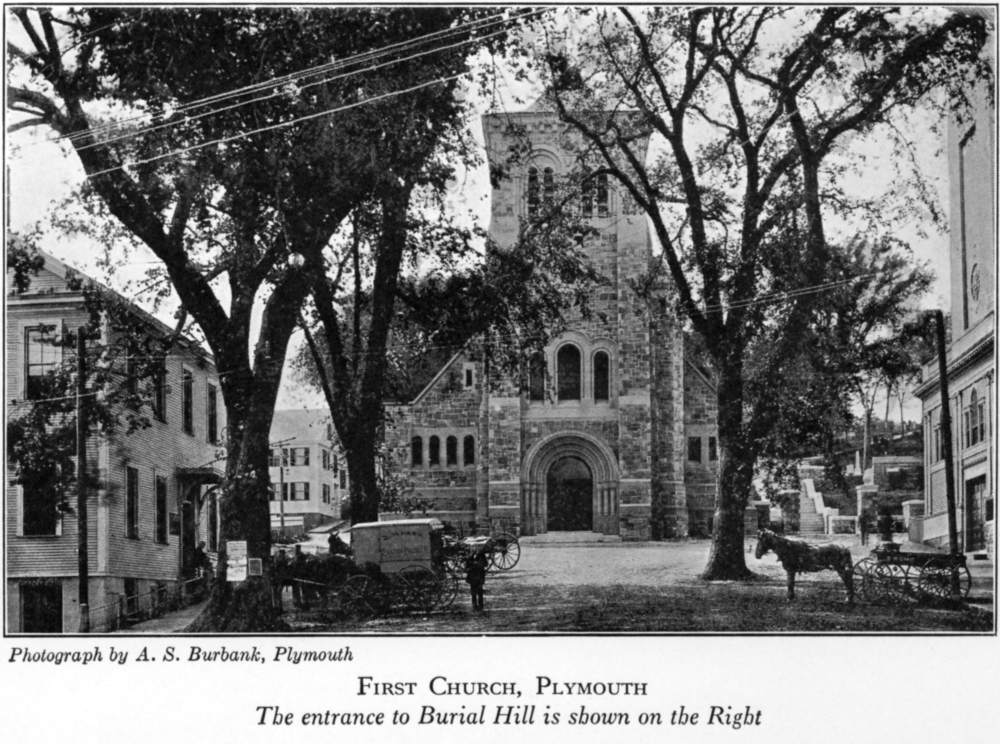 Photograph by A. S. Burbank, Plymouth
First Church, Plymouth
The entrance to Burial Hill is shown on the Right